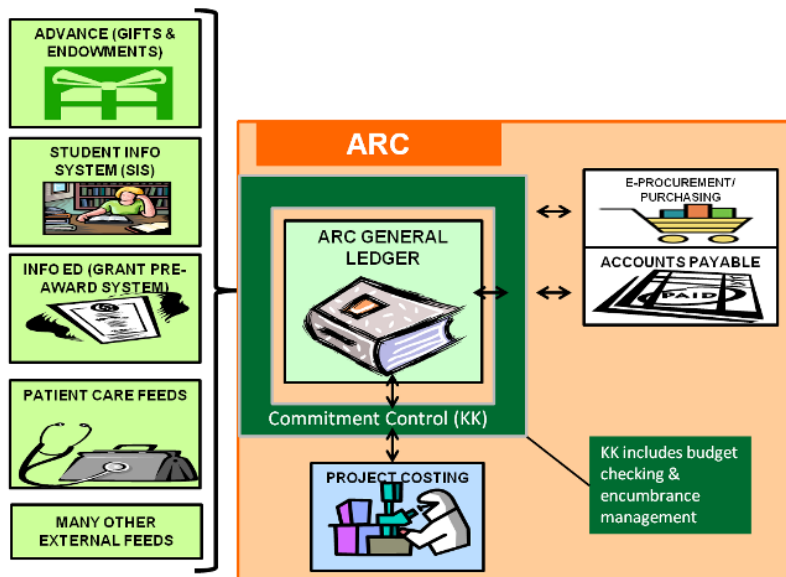 ADVANCE (GIFTS &
ENDOWMENTS)
STUDENT INFO
SYSTEM (SIS)
INFO ED (GRANT PRE-
AWARD SYSTEM)
PATIENT CARE FEEDS
MANY OTHER
EXTERNAL FEEDS
ARC
ARC GENERAL
LEDGER
Commitment Control (KK)
PROJECT COSTING
E-PROCUREMENT/
PURCHASING
ACCOUNTS PAYABLE
PAID
KK includes budget
checking &
encumbrance
management